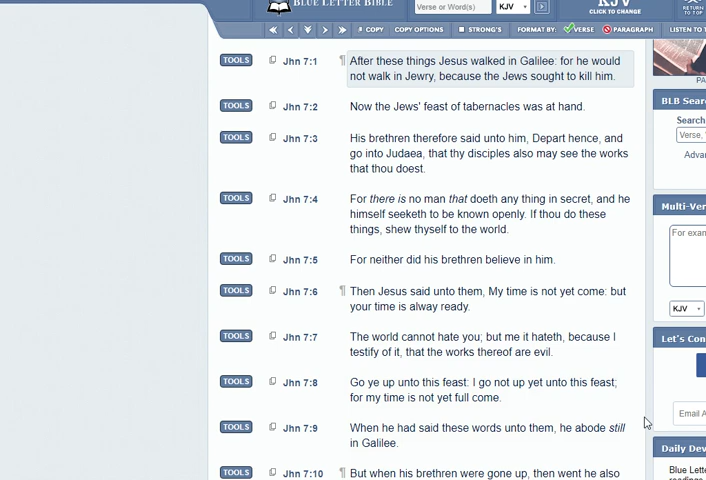 BLUE LETTER BIBLE
Verse or Word(s)
KJV
KJV
CLICK TO CHANGE
RETURN
TO TOP
COPY
COPY OPTIONS
STRONG'S
FORMAT BY:
VERSE
PARAGRAPH
LISTEN TO
TOOLS Jhn 7:1 ¶ After these things Jesus walked in Galilee: for he would
not walk in Jewry, because the Jews sought to kill him.
TOOLS Jhn 7:2 Now the Jews' feast of tabernacles was at hand.
TOOLS Jhn 7:3 His brethren therefore said unto him, Depart hence, and
go into Judaea, that thy disciples also may see the works
that thou doest.
TOOLS Jhn 7:4 For there is no man that doeth any thing in secret, and he
himself seeketh to be known openly. If thou do these
things, shew thyself to the world.
TOOLS Jhn 7:5 For neither did his brethren believe in him.
TOOLS Jhn 7:6 ¶ Then Jesus said unto them, My time is not yet come: but
your time is alway ready.
TOOLS Jhn 7:7 The world cannot hate you; but me it hateth, because I
testify of it, that the works thereof are evil.
TOOLS Jhn 7:8 Go ye up unto this feast: I go not up yet unto this feast;
for my time is not yet full come.
TOOLS Jhn 7:9 When he had said these words unto them, he abode still
in Galilee.
TOOLS Jhn 7:10 ¶ But when his brethren were gone up, then went he also
PA
BLB Sear
Search
Verse,
Advan
Multi-Ver
For exam
KJV
Let's Con
Email A
Daily Dev
Blue Lette